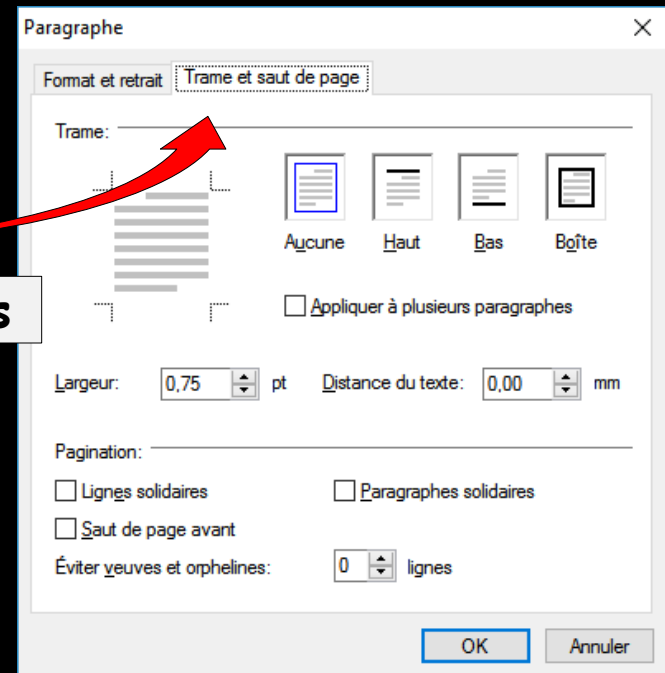 Paragraphe
Format et retrait Trame et saut de page
Trame:
Aucune Haut Bas Boîte
s
Appliquer à plusieurs paragraphes
Largeur: 0,75 pt Distance du texte: 0,00 mm
Pagination:
Lignes solidaires Paragraphes solidaires
Saut de page avant
Éviter veuves et orphelines: 0 lignes
OK Annuler